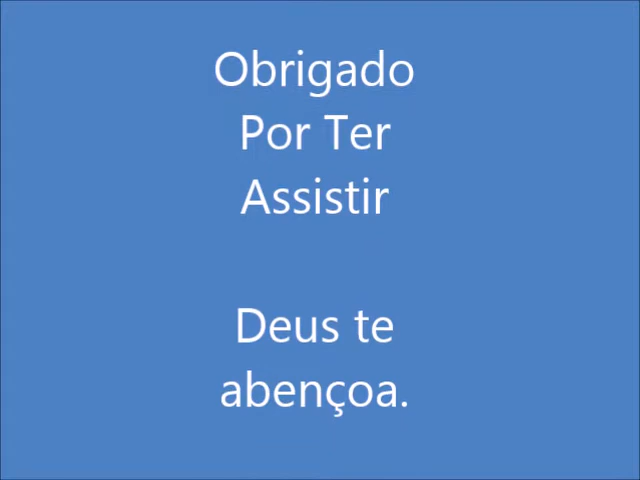 Obrigado
Por Ter
Assistir
Deus te
abençoa.